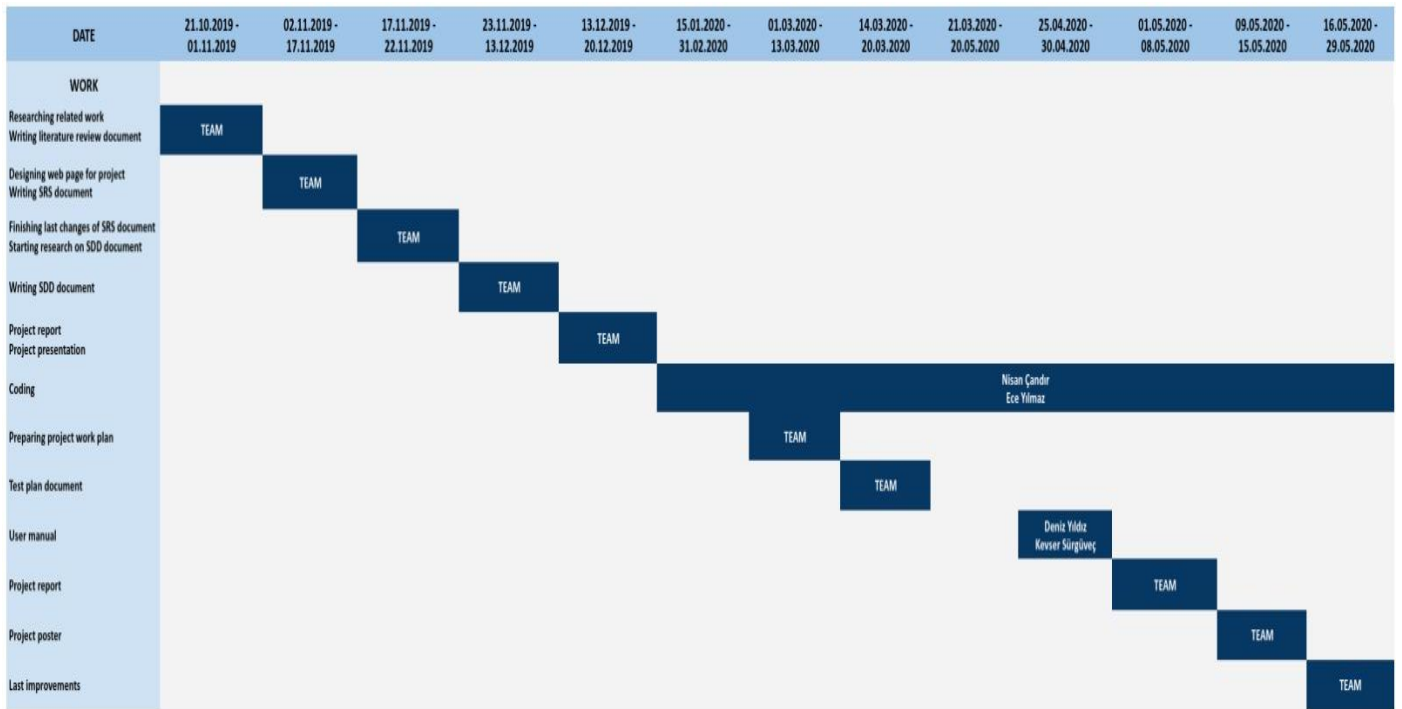 DATE
21.10.2019 -
01.11.2019
02.11.2019 -
17.11.2019
17.11.2019 -
22.11.2019
23.11.2019 -
13.12.2019
13.12.2019 -
20.12.2019
15.01.2020 -
31.02.2020
01.03.2020 -
13.03.2020
14.03.2020 -
20.03.2020
21.03.2020 -
20.05.2020
25.04.2020 -
30.04.2020
01.05.2020 -
08.05.2020
09.05.2020 -
15.05.2020
16.05.2020 -
29.05.2020
WORK
Researching related work
Writing literature review document
TEAM
Designing web page for project
Writing SRS document
TEAM
Finishing last changes of SRS document
Starting research on SDD document
TEAM
Writing SDD document
TEAM
Project report
Project presentation
TEAM
Coding
Nisan Çandır
Ece Yılmaz
Preparing project work plan
TEAM
Test plan document
TEAM
User manual
Deniz Yıldız
Kevser Sürgüveç
Project report
TEAM
Project poster
TEAM
Last improvements
TEAM